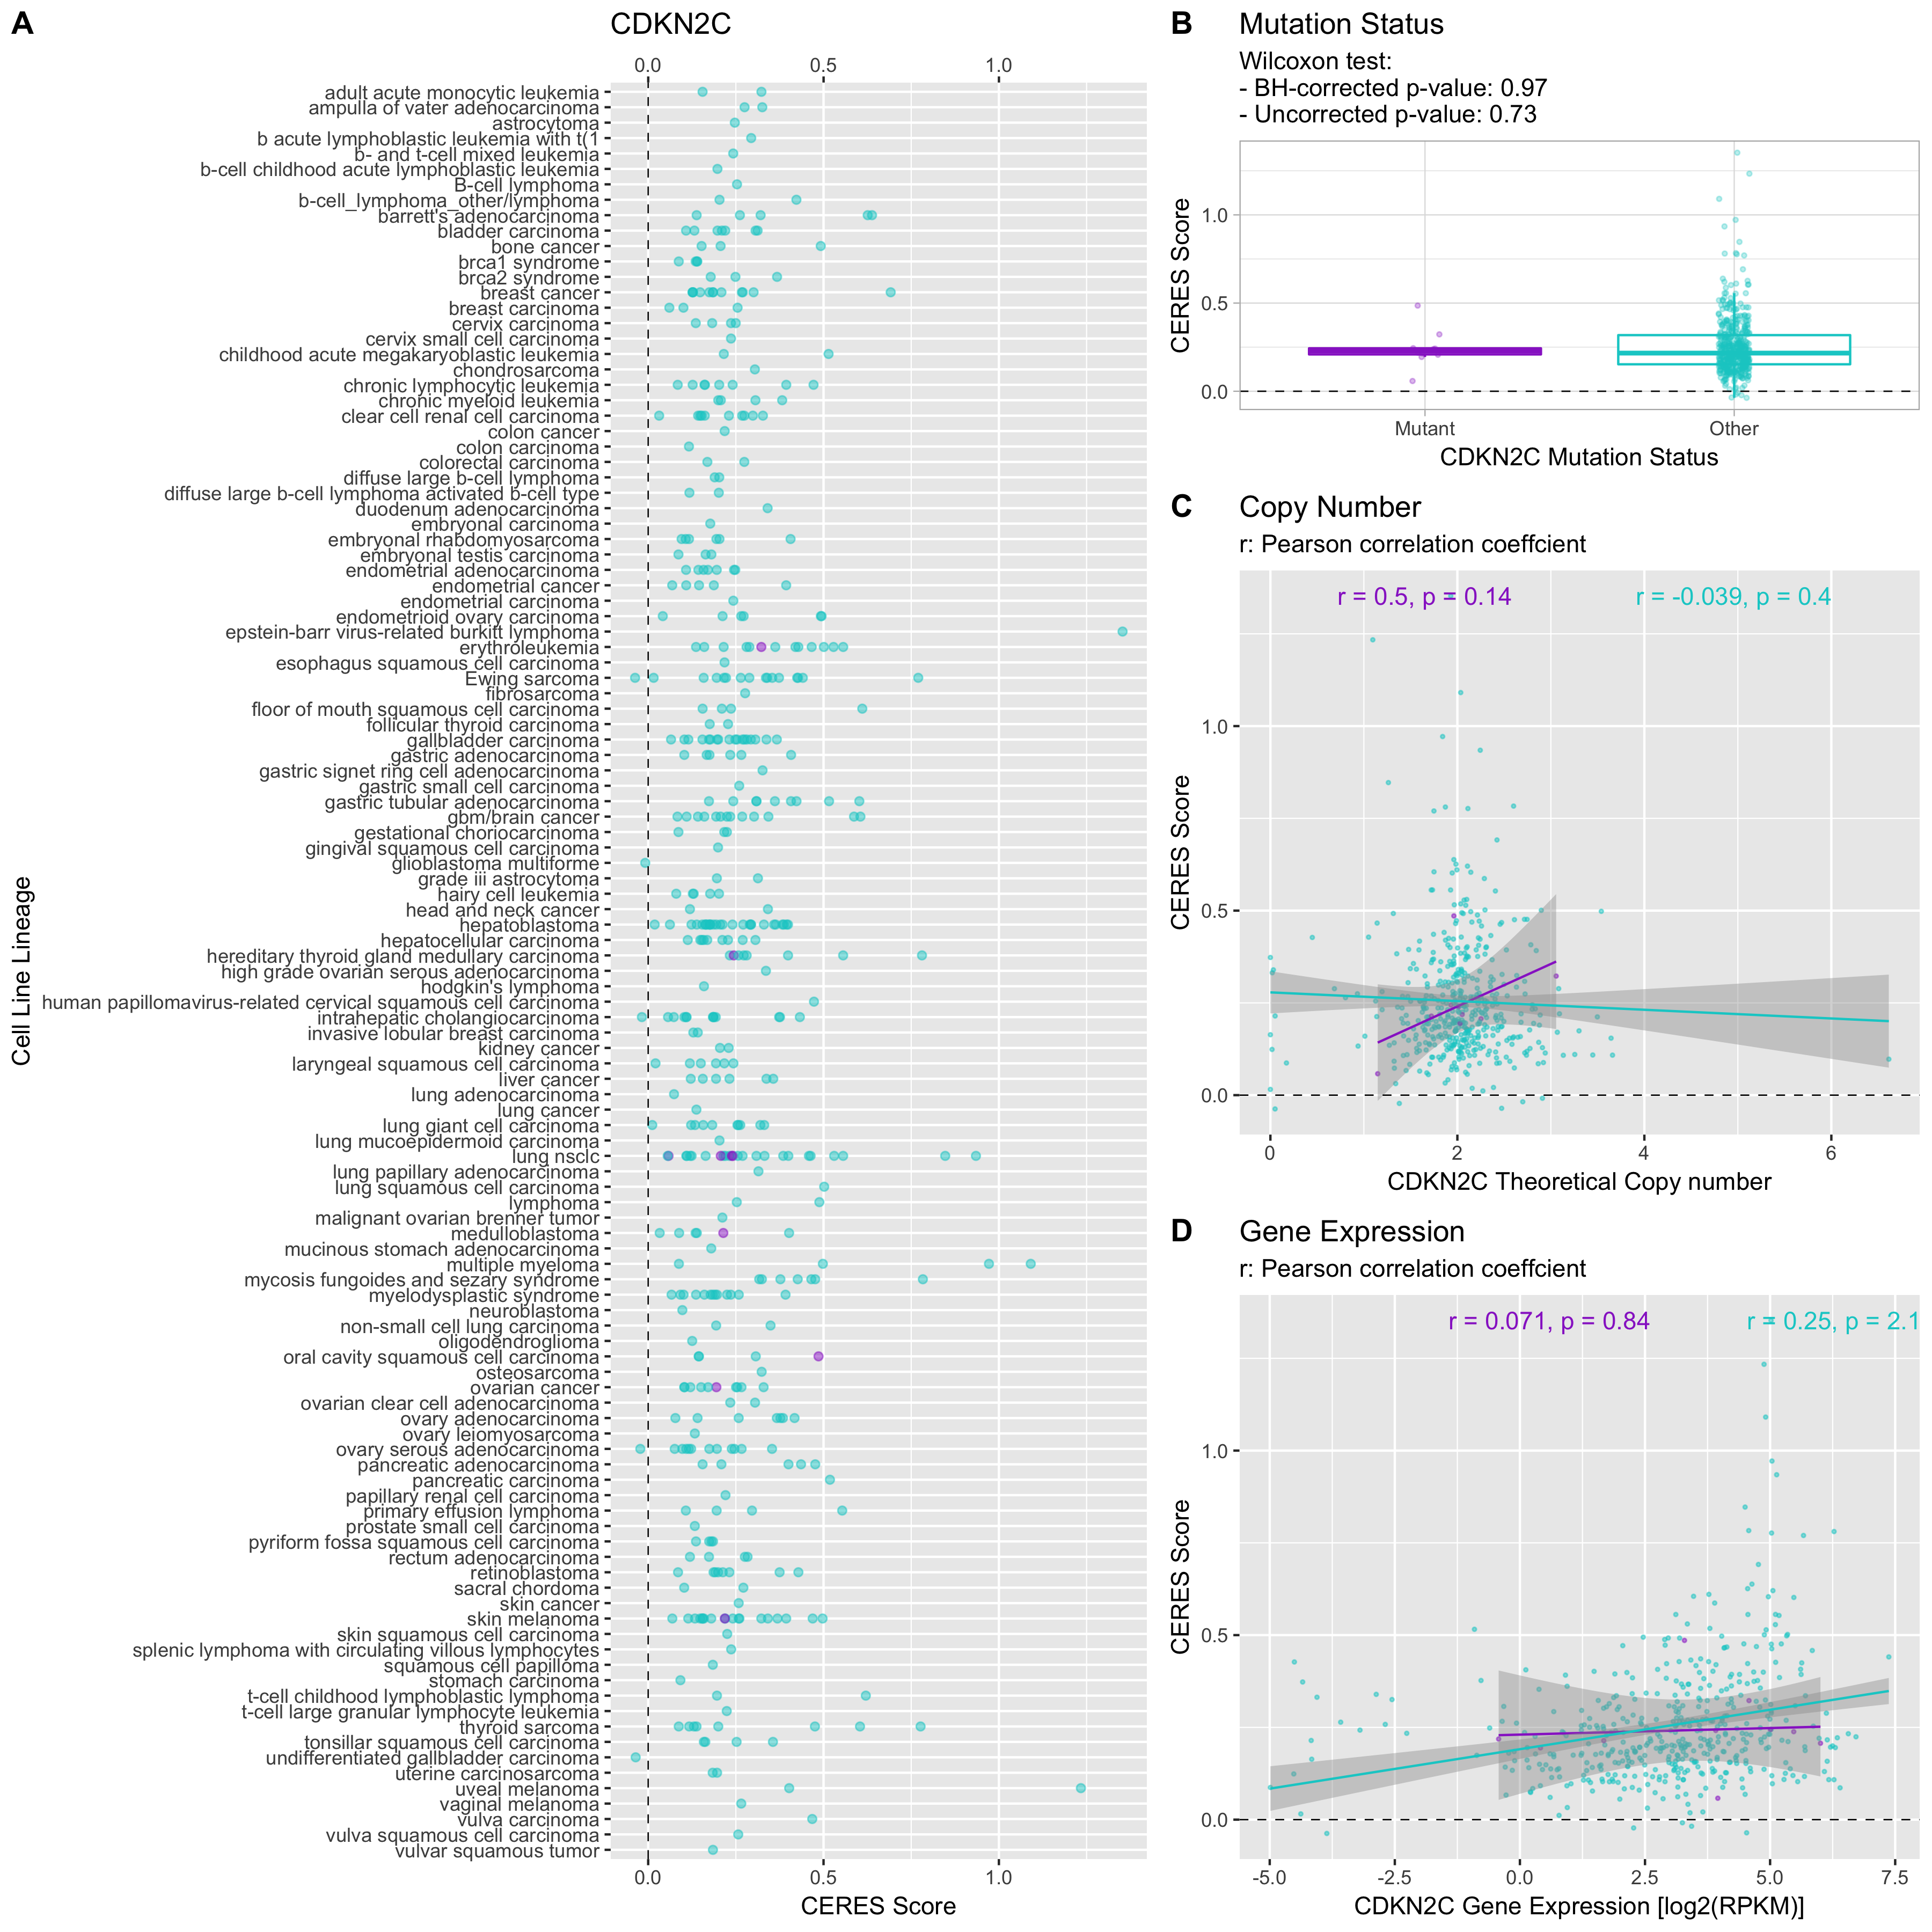 A
CDKN2C
0.0 0.5 1.0
Cell Line Lineage
adult acute monocytic leukemia
ampulla of vater adenocarcinoma
astrocytoma
b acute lymphoblastic leukemia with t(1
b- and t-cell mixed leukemia
b-cell childhood acute lymphoblastic leukemia
B-cell lymphoma
b-cell_lymphoma_other/lymphoma
barrett's adenocarcinoma
bladder carcinoma
bone cancer
brca1 syndrome
brca2 syndrome
breast cancer
breast carcinoma
cervix carcinoma
cervix small cell carcinoma
childhood acute megakaryoblastic leukemia
chondrosarcoma
chronic lymphocytic leukemia
chronic myeloid leukemia
clear cell renal cell carcinoma
colon cancer
colon carcinoma
colorectal carcinoma
diffuse large b-cell lymphoma
diffuse large b-cell lymphoma activated b-cell type
duodenum adenocarcinoma
embryonal carcinoma
embryonal rhabdomyosarcoma
embryonal testis carcinoma
endometrial adenocarcinoma
endometrial cancer
endometrial carcinoma
endometrioid ovary carcinoma
epstein-barr virus-related burkitt lymphoma
erythroleukemia
esophagus squamous cell carcinoma
Ewing sarcoma
fibrosarcoma
floor of mouth squamous cell carcinoma
follicular thyroid carcinoma
gallbladder carcinoma
gastric adenocarcinoma
gastric signet ring cell adenocarcinoma
gastric small cell carcinoma
gastric tubular adenocarcinoma
gbm/brain cancer
gestational choriocarcinoma
gingival squamous cell carcinoma
glioblastoma multiforme
grade iii astrocytoma
hairy cell leukemia
head and neck cancer
hepatoblastoma
hepatocellular carcinoma
hereditary thyroid gland medullary carcinoma
high grade ovarian serous adenocarcinoma
hodgkin's lymphoma
human papillomavirus-related cervical squamous cell carcinoma
intrahepatic cholangiocarcinoma
invasive lobular breast carcinoma
kidney cancer
laryngeal squamous cell carcinoma
liver cancer
lung adenocarcinoma
lung cancer
lung giant cell carcinoma
lung mucoepidermoid carcinoma
lung nsclc
lung papillary adenocarcinoma
lung squamous cell carcinoma
lymphoma
malignant ovarian brenner tumor
medulloblastoma
mucinous stomach adenocarcinoma
multiple myeloma
mycosis fungoides and sezary syndrome
myelodysplastic syndrome
neuroblastoma
non-small cell lung carcinoma
oligodendroglioma
oral cavity squamous cell carcinoma
osteosarcoma
ovarian cancer
ovarian clear cell adenocarcinoma
ovary adenocarcinoma
ovary leiomyosarcoma
ovary serous adenocarcinoma
pancreatic adenocarcinoma
pancreatic carcinoma
papillary renal cell carcinoma
primary effusion lymphoma
prostate small cell carcinoma
pyriform fossa squamous cell carcinoma
rectum adenocarcinoma
retinoblastoma
sacral chordoma
skin cancer
skin melanoma
skin squamous cell carcinoma
splenic lymphoma with circulating villous lymphocytes
squamous cell papilloma
stomach carcinoma
t-cell childhood lymphoblastic lymphoma
t-cell large granular lymphocyte leukemia
thyroid sarcoma
tonsillar squamous cell carcinoma
undifferentiated gallbladder carcinoma
uterine carcinosarcoma
uveal melanoma
vaginal melanoma
vulva carcinoma
vulva squamous cell carcinoma
vulvar squamous tumor
0.0 0.5 1.0
CERES Score
B Mutation Status
Wilcoxon test:
- BH-corrected p-value: 0.97
- Uncorrected p-value: 0.73
CERES Score
1.0
0.5
0.0
Mutant Other
CDKN2C Mutation Status
C Copy Number
r: Pearson correlation coeffcient
r = 0.5, p = 0.14 r = -0.039, p = 0.4
CERES Score
1.0
0.5
0.0
0 2 4 6
CDKN2C Theoretical Copy number
D Gene Expression
r: Pearson correlation coeffcient
r = 0.071, p = 0.84 r = 0.25, p = 2.1
CERES Score
1.0
0.5
0.0
-5.0 -2.5 0.0 2.5 5.0 7.5
CDKN2C Gene Expression [log2(RPKM)]